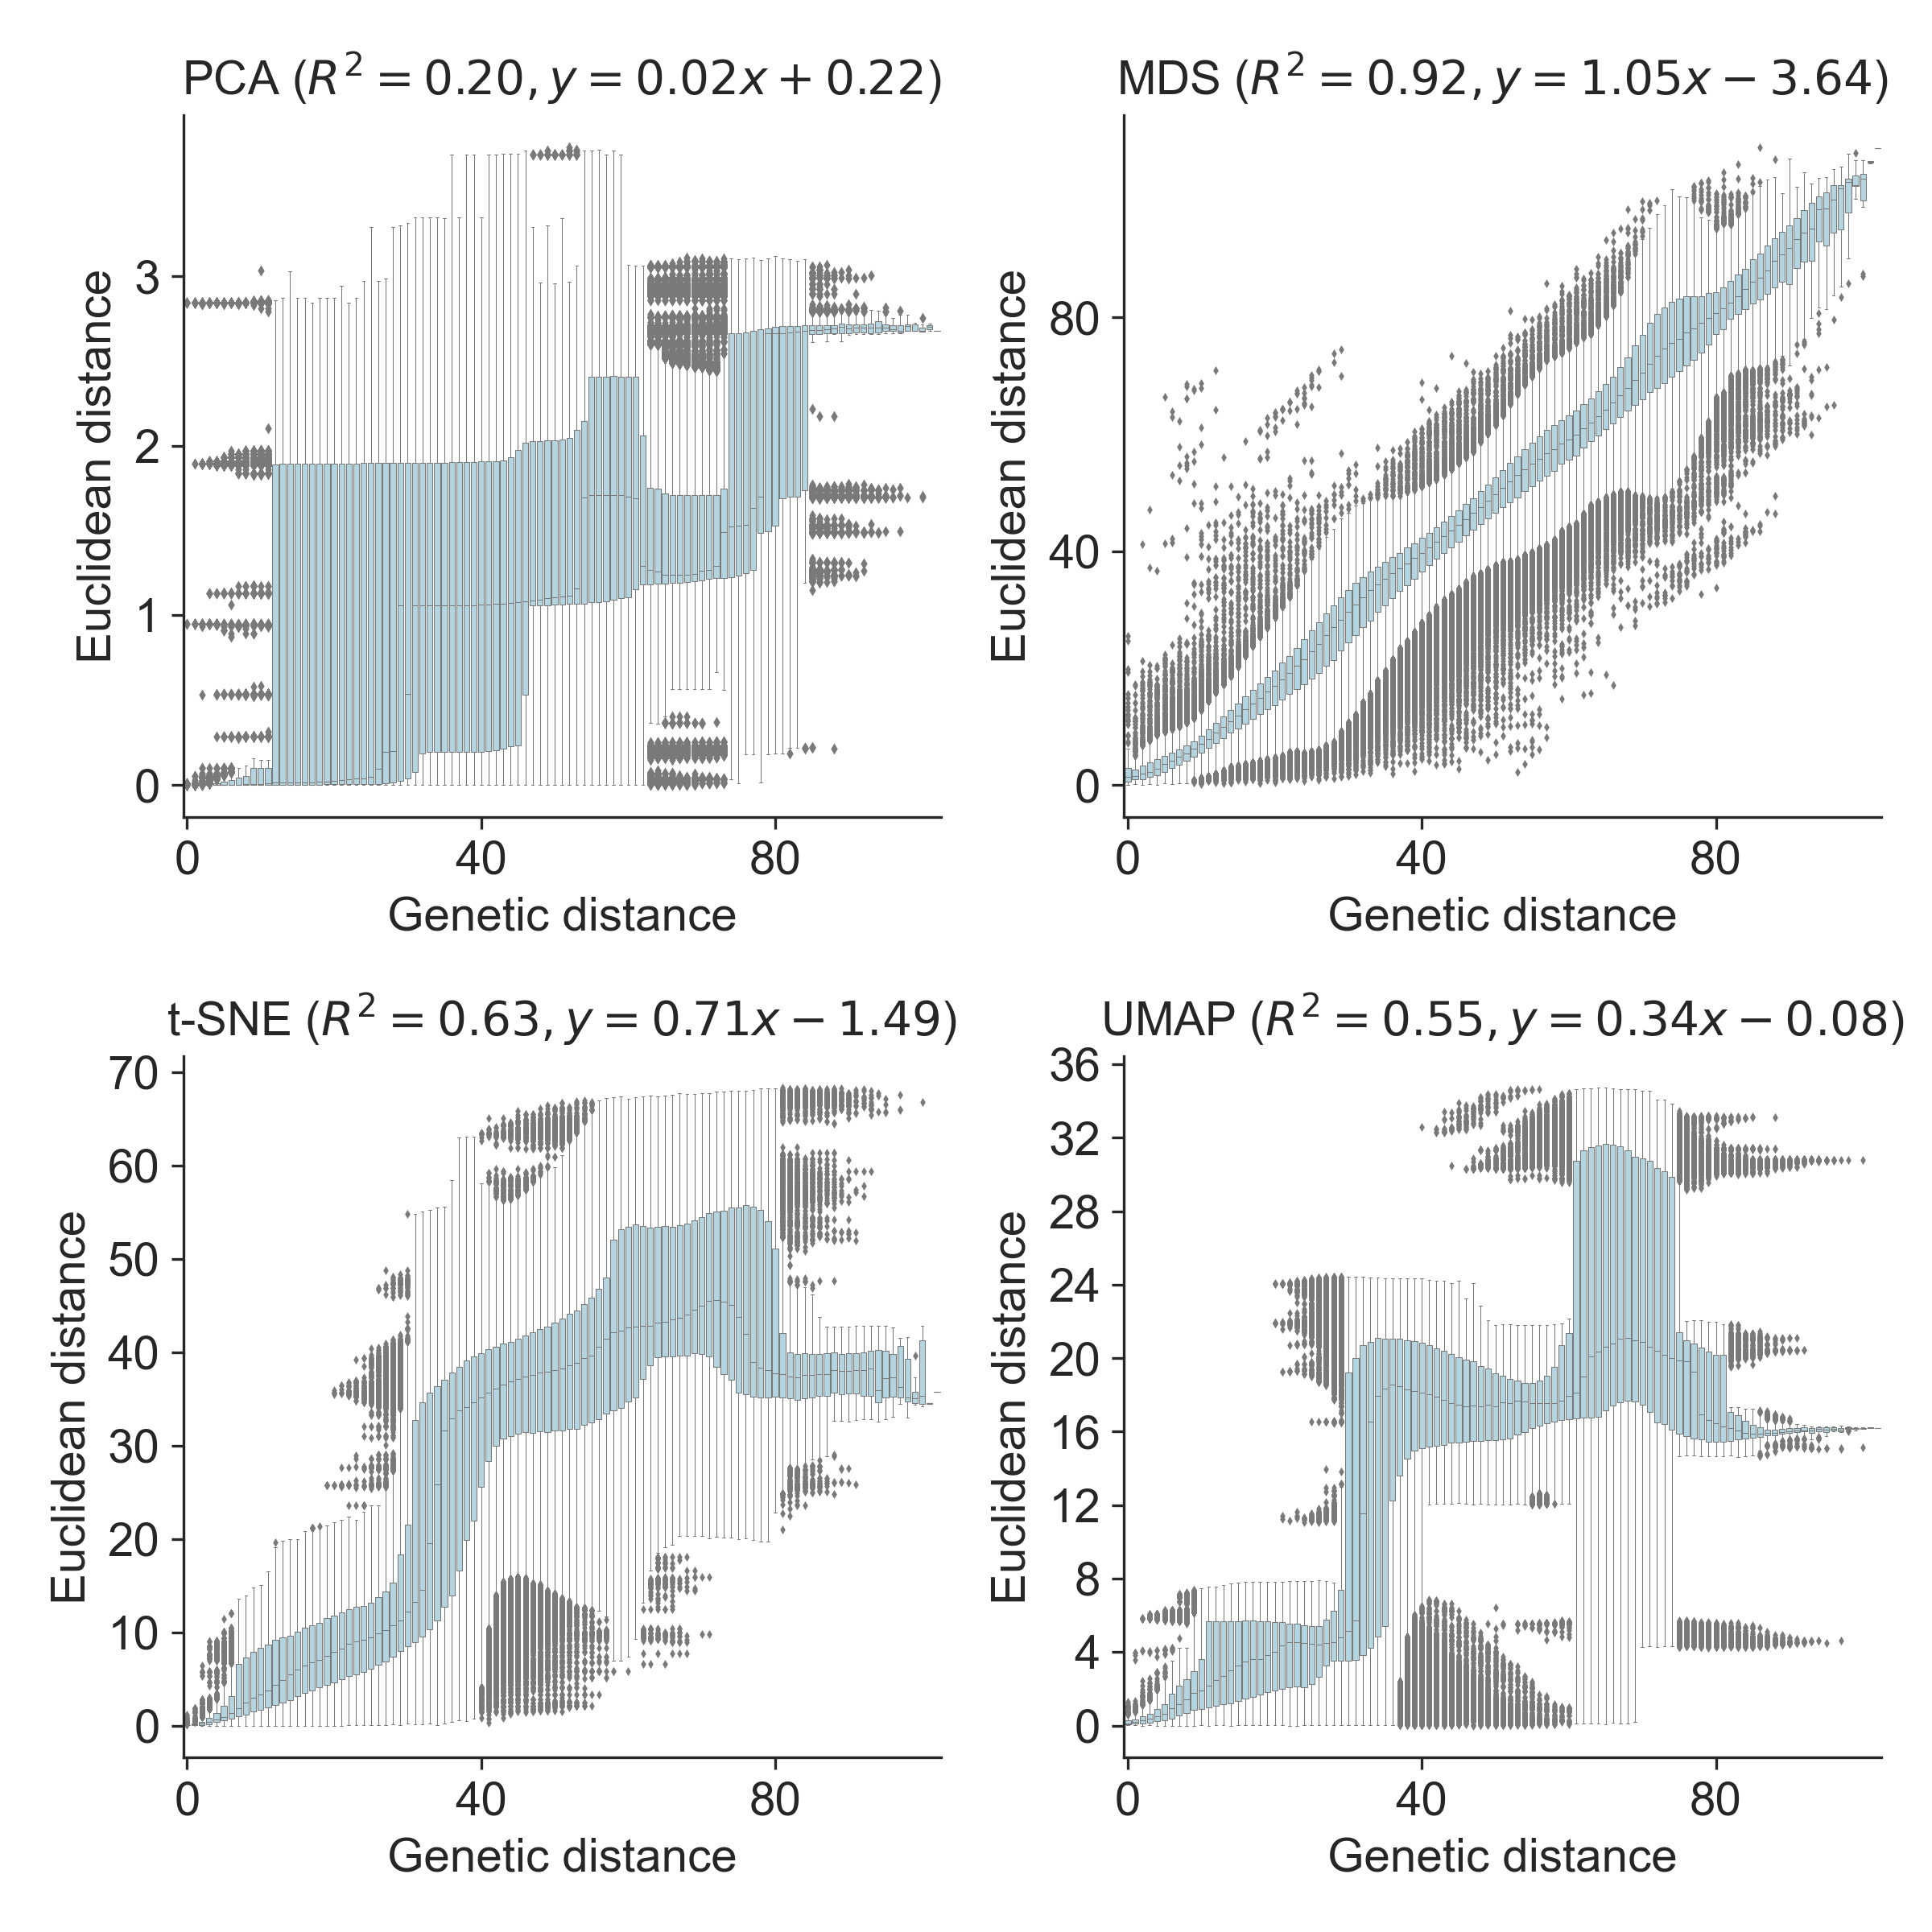 PCA (R² = 0.20, y = 0.02x + 0.22)
3
2
1
0
Euclidean distance
0 40 80
Genetic distance
MDS (R² = 0.92, y = 1.05x − 3.64)
80
40
0
Euclidean distance
0 40 80
Genetic distance
t-SNE (R² = 0.63, y = 0.71x − 1.49)
70
60
50
40
30
20
10
0
Euclidean distance
0 40 80
Genetic distance
UMAP (R² = 0.55, y = 0.34x − 0.08)
36
32
28
24
20
16
12
8
4
0
Euclidean distance
0 40 80
Genetic distance